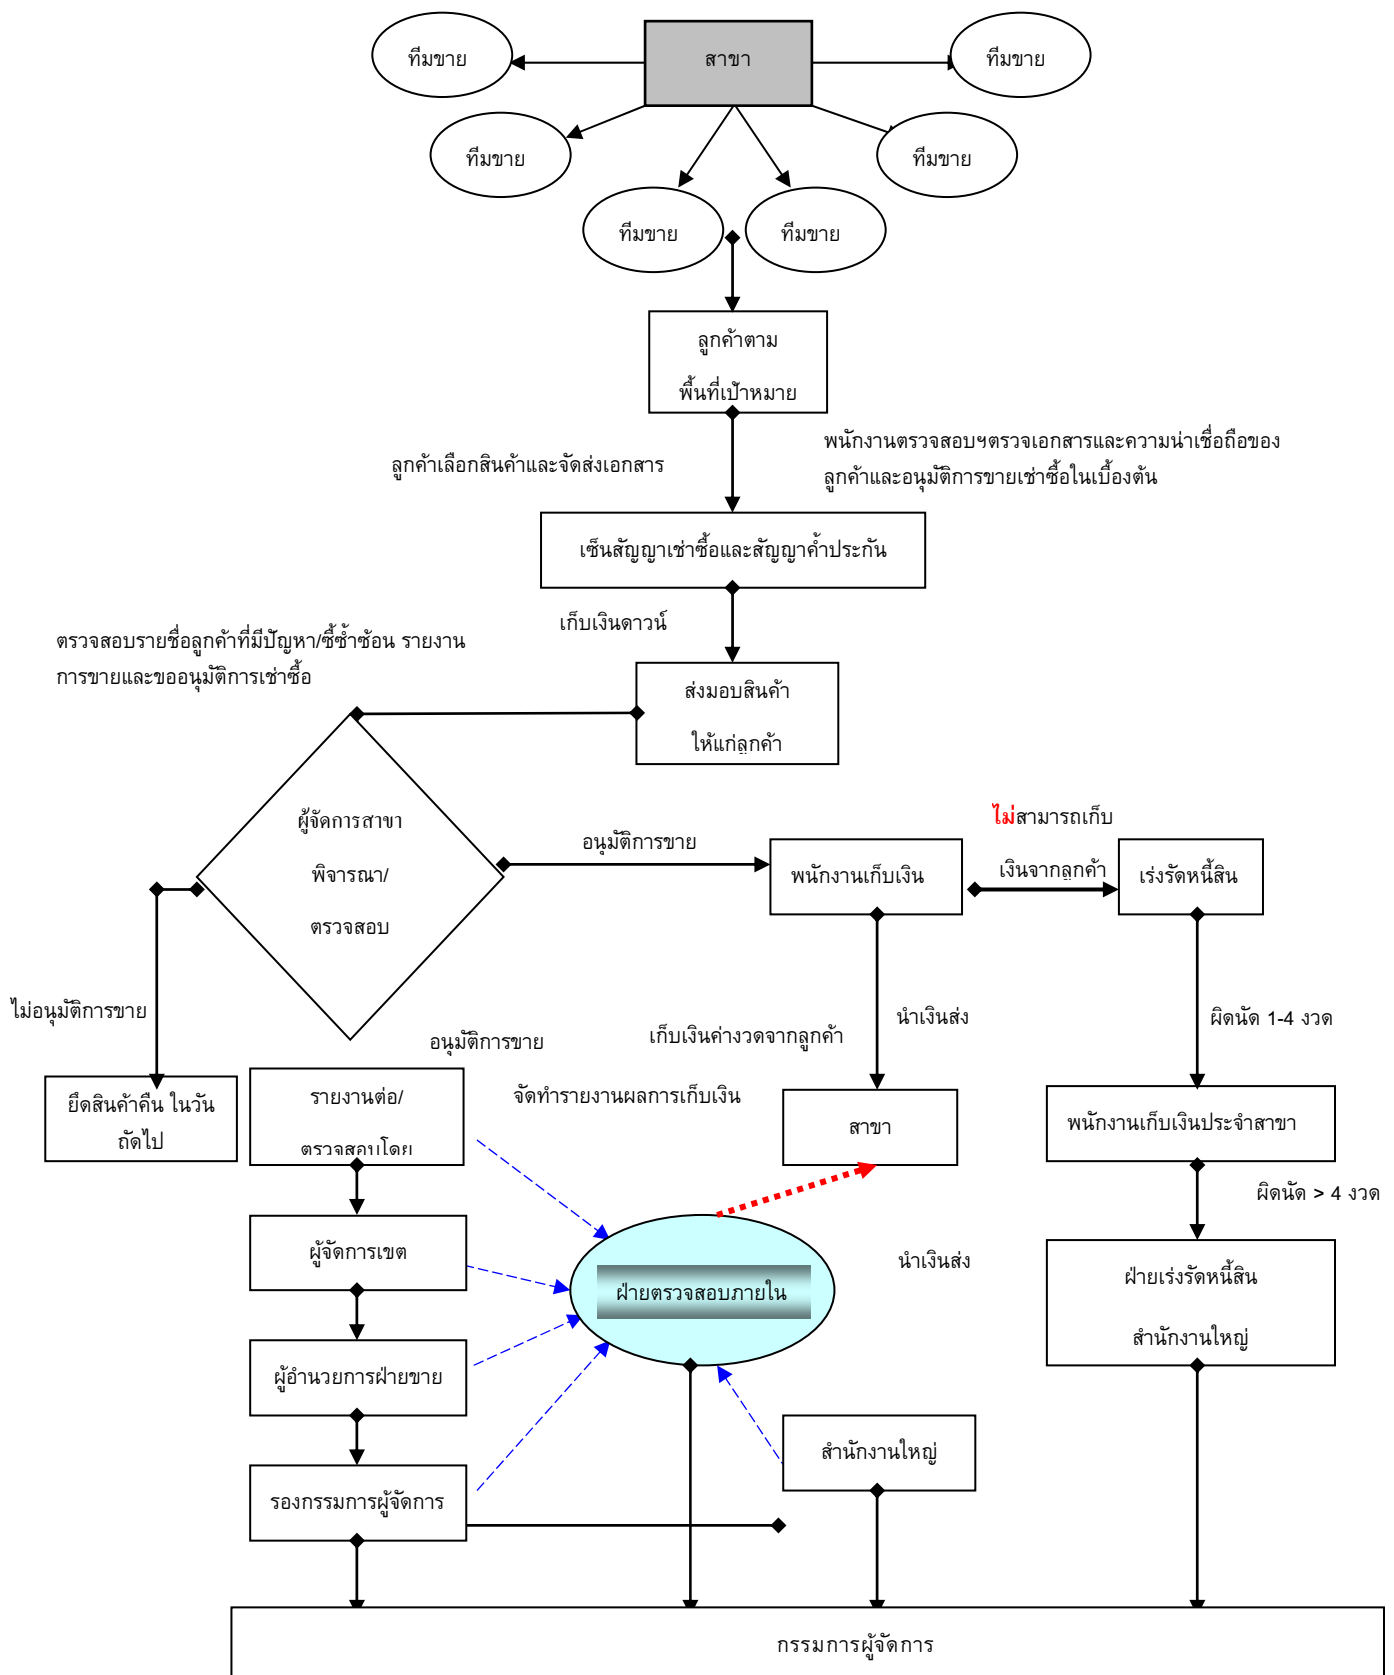 สาขา
ทีมขาย
ทีมขาย
ทีมขาย
ทีมขาย
ทีมขาย
ทีมขาย
ลูกค้าตาม
พื้นที่เป้าหมาย
ลูกค้าเลือกสินค้าและจัดส่งเอกสาร
พนักงานตรวจสอบฯตรวจเอกสารและความน่าเชื่อถือของ
ลูกค้าและอนุมัติการขายเช่าซื้อในเบื้องต้น
เซ็นสัญญาเช่าซื้อและสัญญาค้ำประกัน
เก็บเงินดาวน์
ตรวจสอบรายชื่อลูกค้าที่มีปัญหา/ชี้ซ้ำซ้อน รายงาน
การขายและขออนุมัติการเช่าซื้อ
ส่งมอบสินค้า
ให้แก่ลูกค้า
ผู้จัดการสาขา
พิจารณา/
ตรวจสอบ
อนุมัติการขาย
พนักงานเก็บเงิน
ไม่สามารถเก็บ
เงินจากลูกค้า
เร่งรัดหนี้สิน
ไม่อนุมัติการขาย
ยึดสินค้าคืน ในวัน
ถัดไป
อนุมัติการขาย
เก็บเงินค่างวดจากลูกค้า
นำเงินส่ง
ผิดนัด 1-4 งวด
รายงานต่อ/
ตรวจสอบโดย
จัดทำรายงานผลการเก็บเงิน
สาขา
พนักงานเก็บเงินประจำสาขา
ผิดนัด > 4 งวด
ผู้จัดการเขต
ฝ่ายตรวจสอบภายใน
นำเงินส่ง
ฝ่ายเร่งรัดหนี้สิน
สำนักงานใหญ่
ผู้อำนวยการฝ่ายขาย
สำนักงานใหญ่
รองกรรมการผู้จัดการ
กรรมการผู้จัดการ